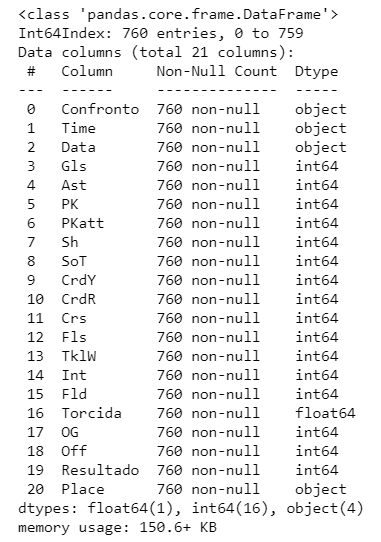 <class 'pandas.core.frame.DataFrame'>
Int64Index: 760 entries, 0 to 759
Data columns (total 21 columns):
 #   Column     Non-Null Count  Dtype
---  ------     --------------  -----
 0   Confronto  760 non-null    object
 1   Time       760 non-null    object
 2   Data       760 non-null    object
 3   Gls        760 non-null    int64
 4   Ast        760 non-null    int64
 5   PK         760 non-null    int64
 6   PKatt      760 non-null    int64
 7   Sh         760 non-null    int64
 8   SoT        760 non-null    int64
 9   CrdY       760 non-null    int64
 10  CrdR       760 non-null    int64
 11  Crs        760 non-null    int64
 12  Fls        760 non-null    int64
 13  TklW       760 non-null    int64
 14  Int        760 non-null    int64
 15  Fld        760 non-null    int64
 16  Torcida    760 non-null    float64
 17  OG         760 non-null    int64
 18  Off        760 non-null    int64
 19  Resultado  760 non-null    int64
 20  Place      760 non-null    object
dtypes: float64(1), int64(16), object(4)
memory usage: 150.6+ KB